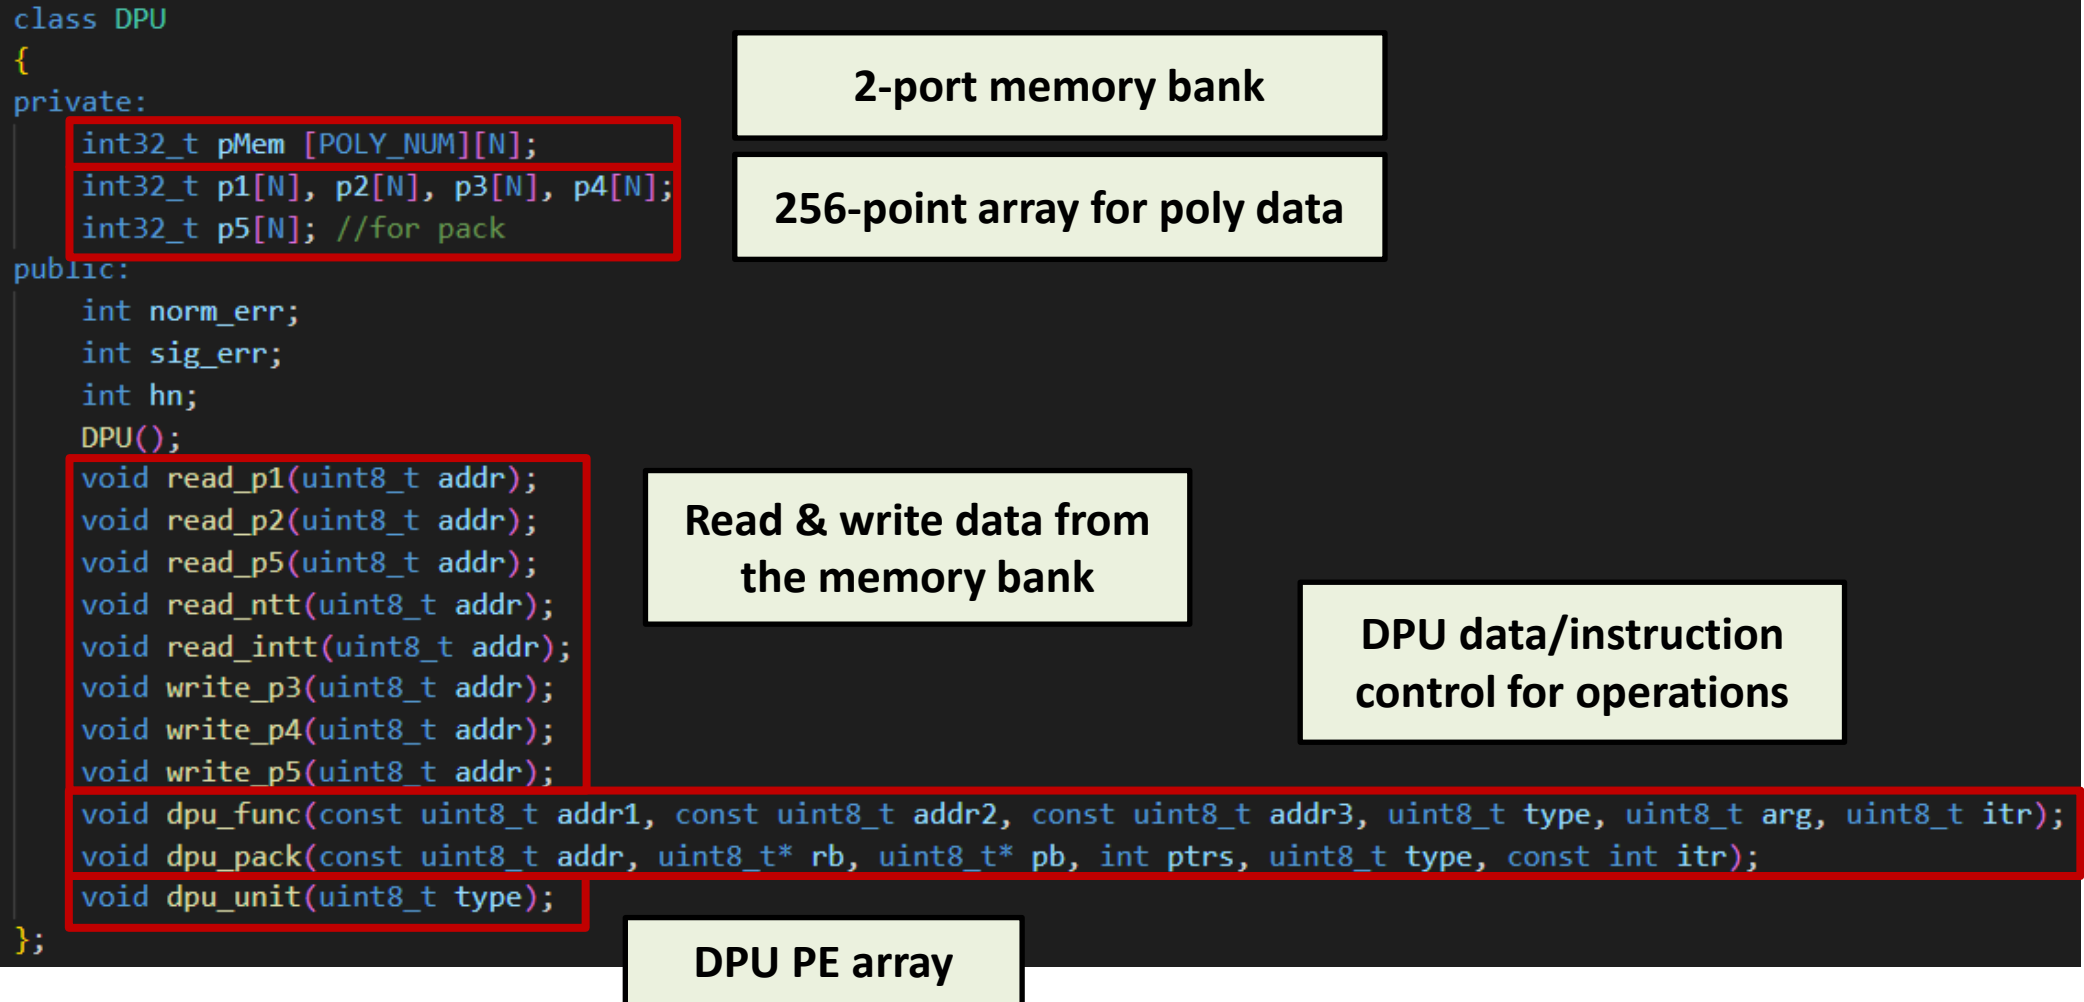 class DPU
{
private:
int32_t pMem [POLY_NUM][N];
int32_t p1[N], p2[N], p3[N], p4[N];
int32_t p5[N]; //for pack
public:
int norm_err;
int sig_err;
int hn;
DPU();
void read_p1(uint8_t addr);
void read_p2(uint8_t addr);
void read_p5(uint8_t addr);
void read_ntt(uint8_t addr);
void read_intt(uint8_t addr);
void write_p3(uint8_t addr);
void write_p4(uint8_t addr);
void write_p5(uint8_t addr);
void dpu_func(const uint8_t addr1, const uint8_t addr2, const uint8_t addr3, uint8_t type, uint8_t arg, uint8_t itr);
void dpu_pack(const uint8_t addr, uint8_t* rb, uint8_t* pb, int ptrs, uint8_t type, const int itr);
void dpu_unit(uint8_t type);
};
2-port memory bank
256-point array for poly data
Read & write data from
the memory bank
DPU data/instruction
control for operations
DPU PE array